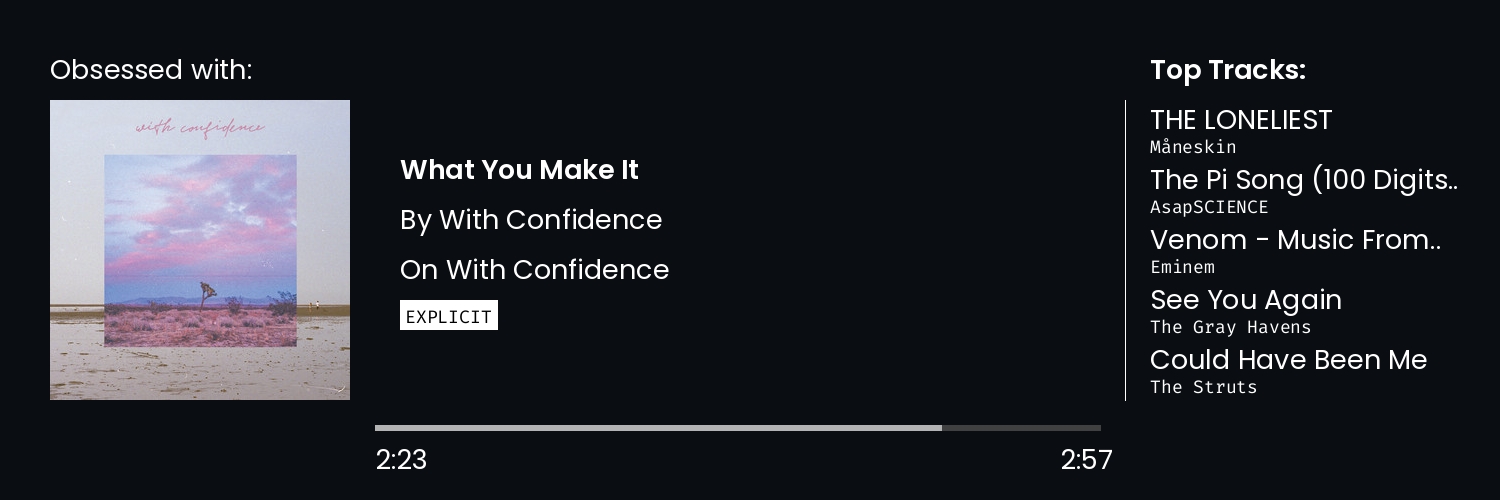 Obsessed with:
with confidence
What You Make It
By With Confidence
On With Confidence
EXPLICIT
2:23
2:57
Top Tracks:
THE LONELIEST
Måneskin
The Pi Song (100 Digits..
AsapSCIENCE
Venom - Music From..
Eminem
See You Again
The Gray Havens
Could Have Been Me
The Struts